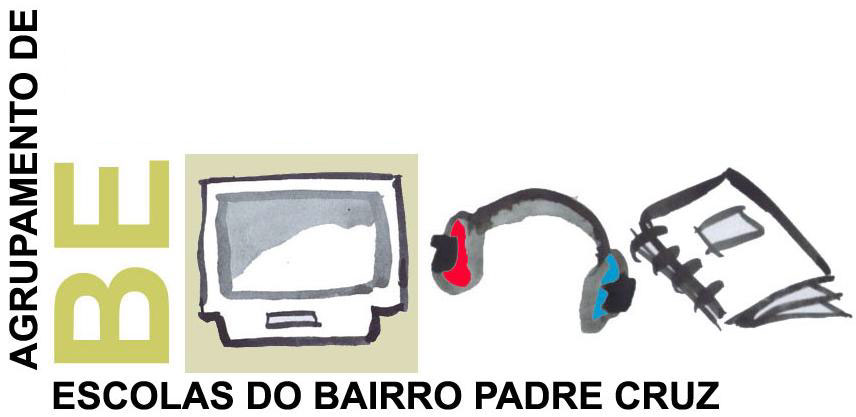 AGRUPAMENTO DE
BE
ESCOLAS DO BAIRRO PADRE CRUZ